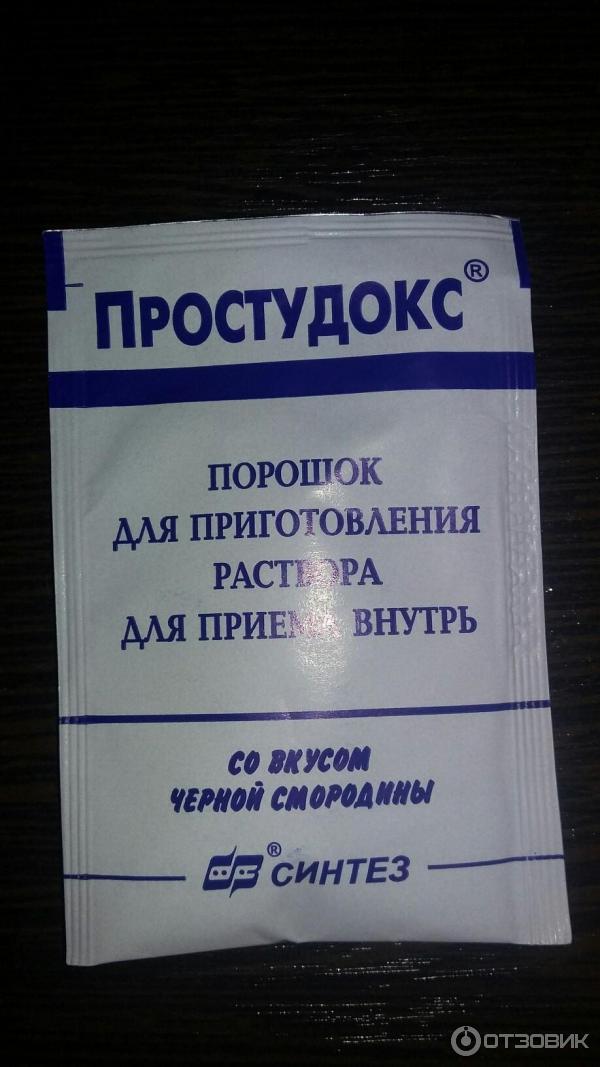 ПРОСТУДОКС®
ПОРОШОК
ДЛЯ ПРИГОТОВЛЕНИЯ
РАСТВОРА
ДЛЯ ПРИЕМА ВНУТРЬ
СО ВКУСОМ
ЧЕРНОЙ СМОРОДИНЫ
® СИНТЕЗ
ОТЗОВИК